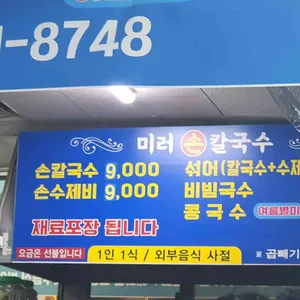 -8748
미러 손 칼국수
손칼국수 9,000
손수제비 9,000
섞어(칼국수+수제
비빔국수
콩국수 여름별미
재료포장 됩니다
요금은 선불입니다
1인 1식 / 외부음식 사절
※ 곱빼기